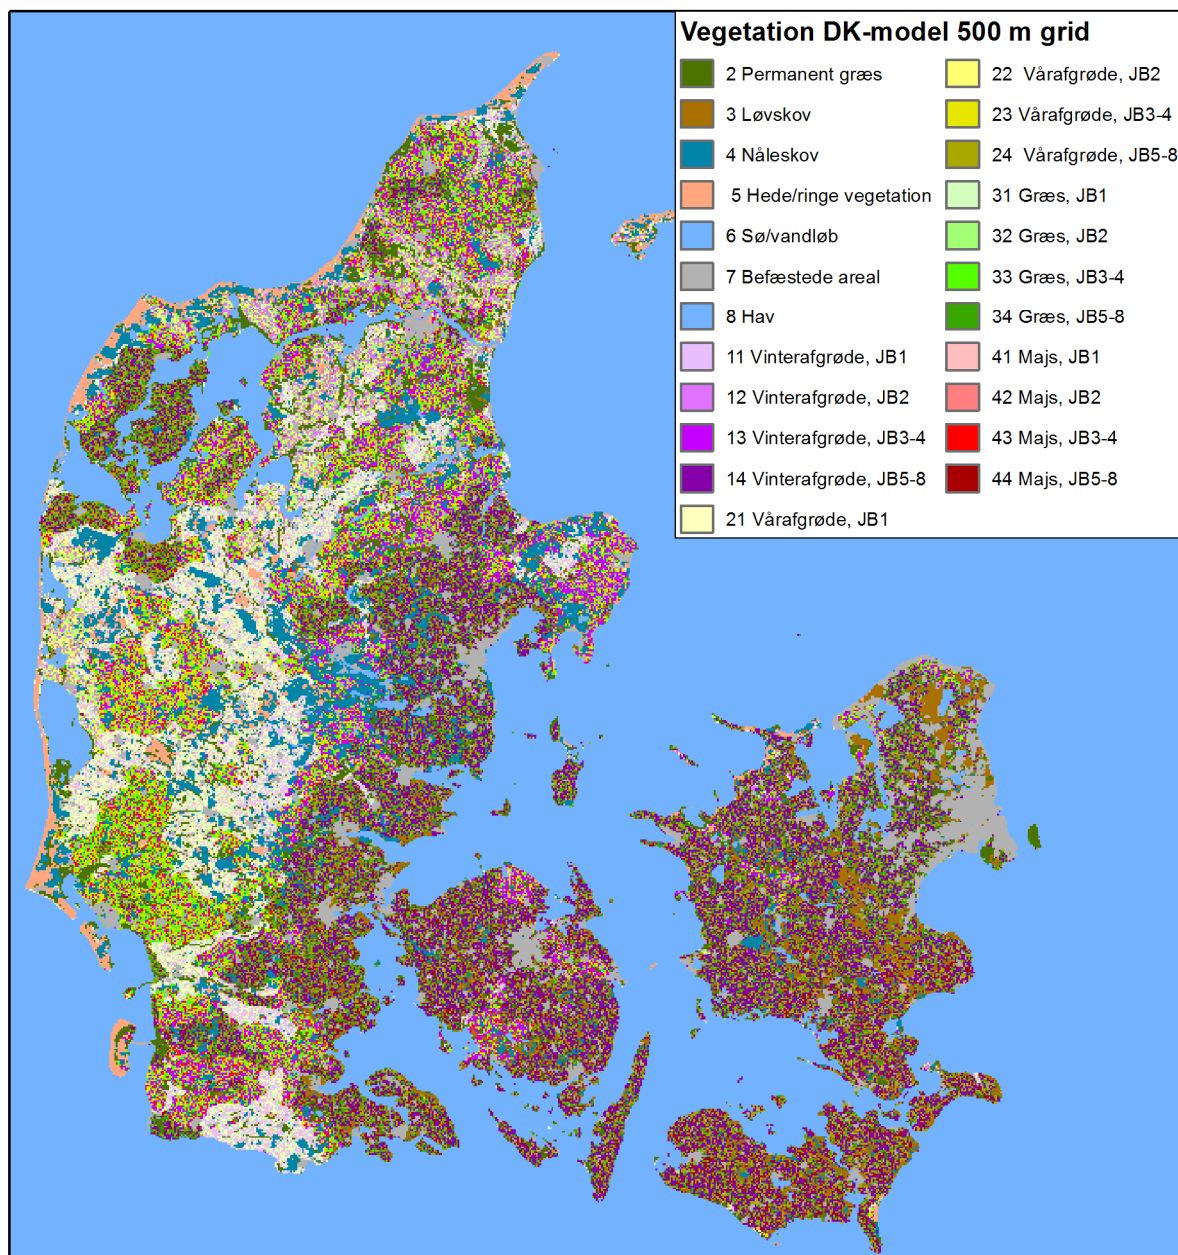 Vegetation DK-model 500 m grid
2 Permanent græs
3 Løvskov
4 Nåleskov
5 Hede/ringe vegetation
6 Sø/vandløb
7 Befæstede areal
8 Hav
11 Vinterafgrøde, JB1
12 Vinterafgrøde, JB2
13 Vinterafgrøde, JB3-4
14 Vinterafgrøde, JB5-8
21 Vårafgrøde, JB1
22 Vårafgrøde, JB2
23 Vårafgrøde, JB3-4
24 Vårafgrøde, JB5-8
31 Græs, JB1
32 Græs, JB2
33 Græs, JB3-4
34 Græs, JB5-8
41 Majs, JB1
42 Majs, JB2
43 Majs, JB3-4
44 Majs, JB5-8